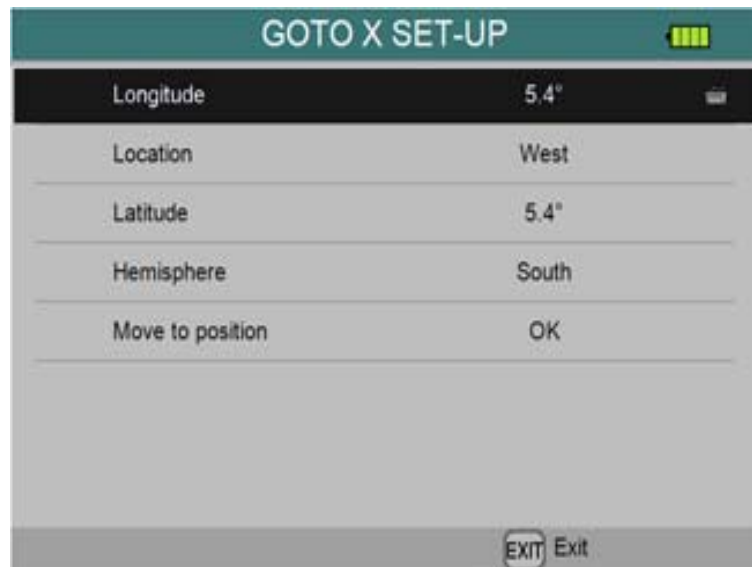 GOTO X SET-UP
Longitude 5.4°
Location West
Latitude 5.4°
Hemisphere South
Move to position OK
EXIT Exit